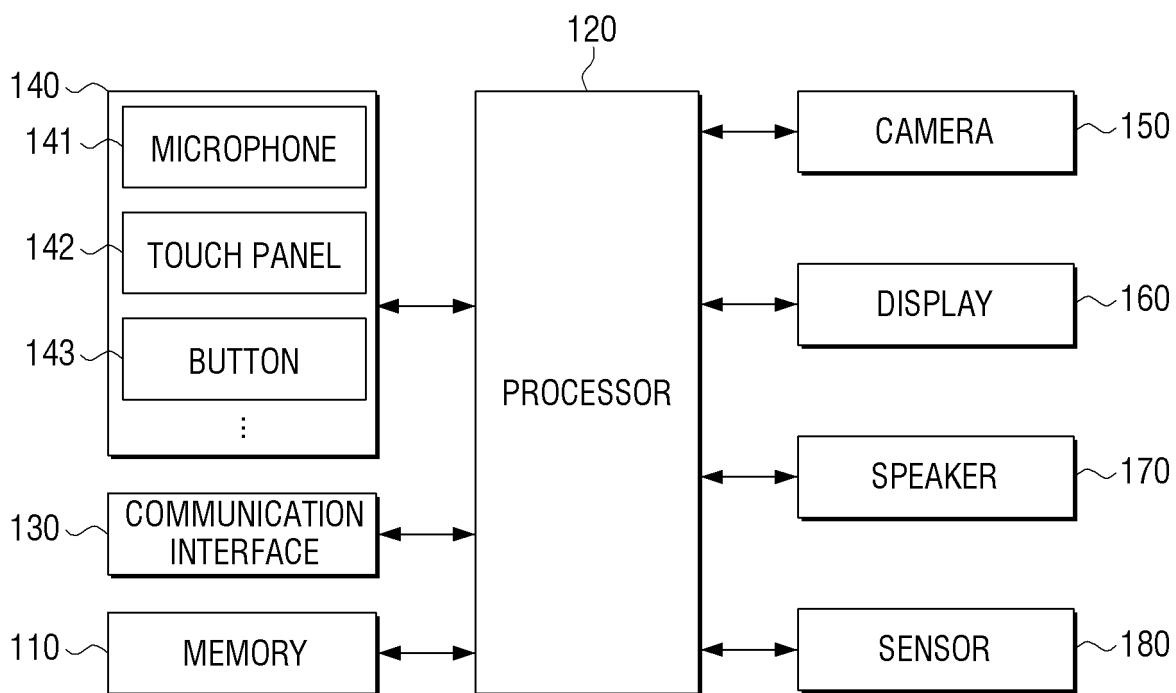 120
140
141
MICROPHONE
142
TOUCH PANEL
143
BUTTON
⋮
130
COMMUNICATION
INTERFACE
110
MEMORY
PROCESSOR
CAMERA
150
DISPLAY
160
SPEAKER
170
SENSOR
180